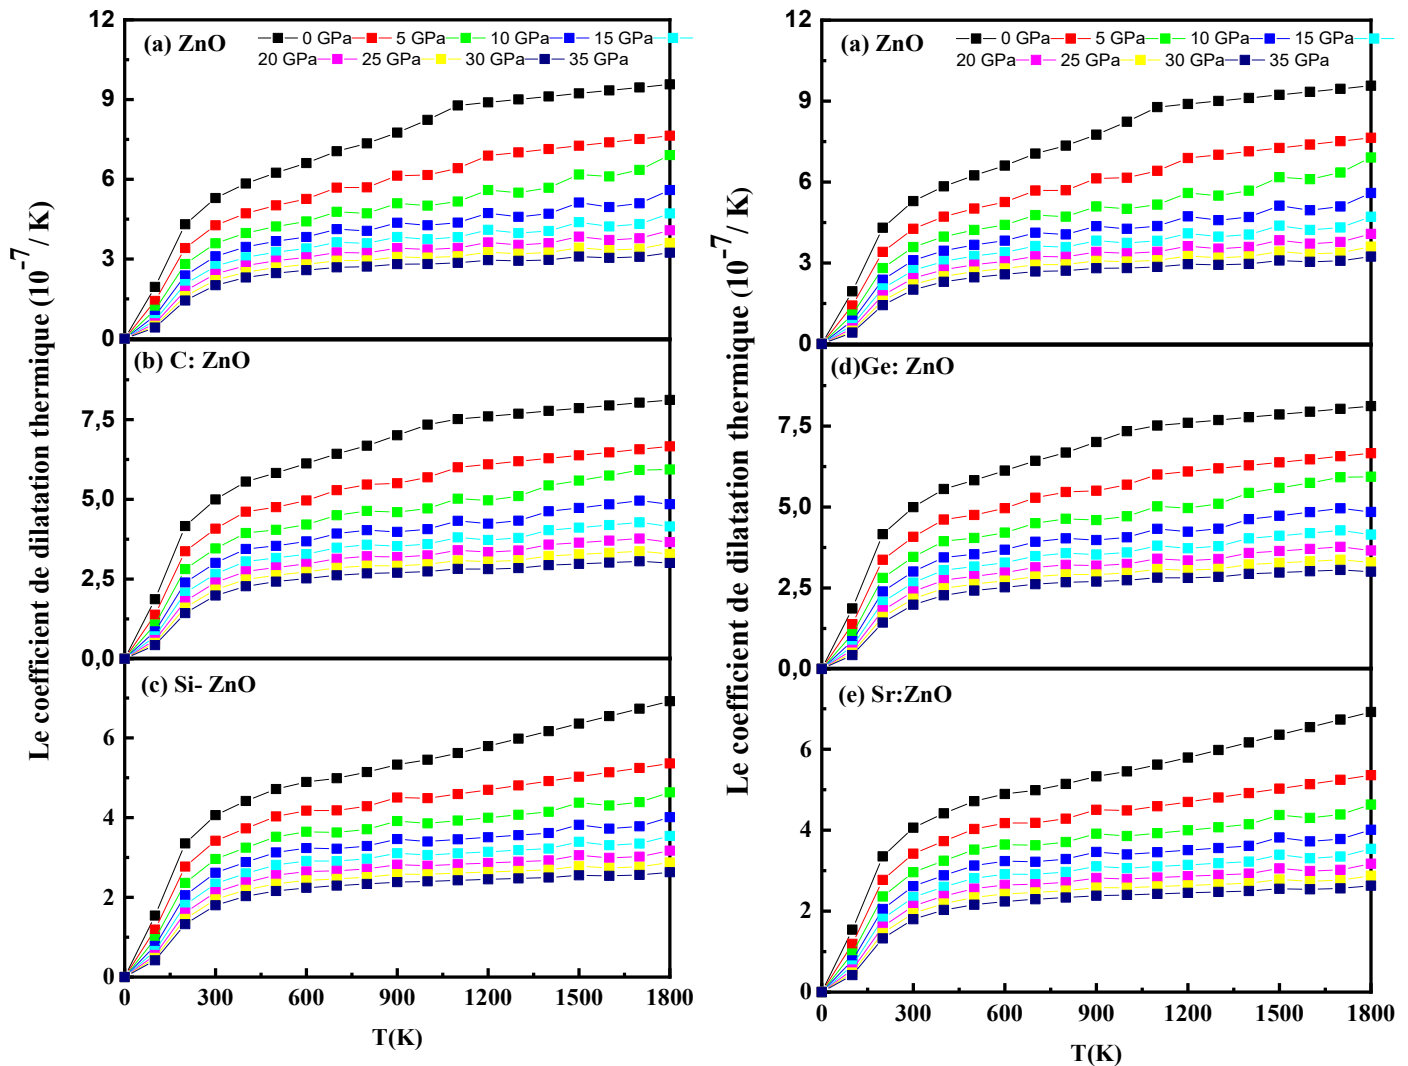 Le coefficient de dilatation thermique (10⁻⁷/ K)
12
(a) ZnO
0 GPa 5 GPa 10 GPa 15 GPa
20 GPa 25 GPa 30 GPa 35 GPa
9
6
3
0
(b) C: ZnO
7,5
5,0
2,5
0,0
(c) Si- ZnO
6
4
2
0
0 300 600 900 1200 1500 1800
T(K)
Le coefficient de dilatation thermique (10⁻⁷/ K)
12
(a) ZnO
0 GPa 5 GPa 10 GPa 15 GPa
20 GPa 25 GPa 30 GPa 35 GPa
9
6
3
0
(d)Ge: ZnO
7,5
5,0
2,5
0,0
(e) Sr:ZnO
6
4
2
0
0 300 600 900 1200 1500 1800
T(K)